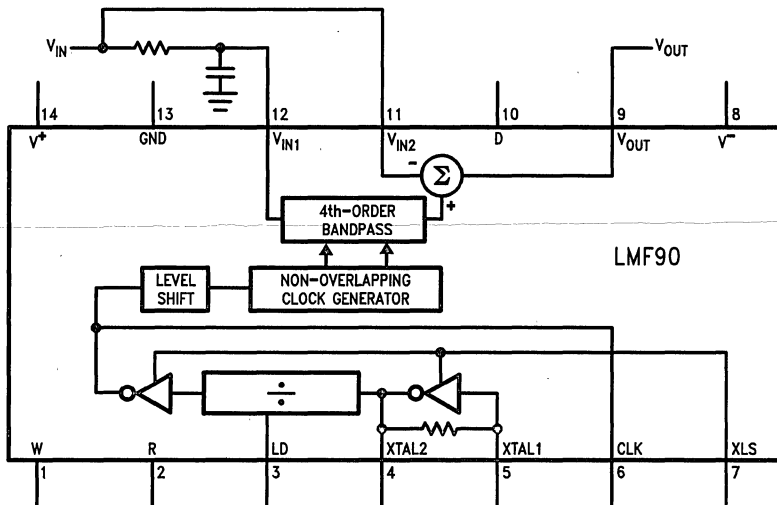 V_IN
V_OUT
14 13 12 11 10 9 8
V+ GND V_IN1 V_IN2 D V_OUT V−
-
Σ
+
4th-ORDER
BANDPASS
LMF90
LEVEL
SHIFT
NON-OVERLAPPING
CLOCK GENERATOR
÷
W R LD XTAL2 XTAL1 CLK XLS
1 2 3 4 5 6 7